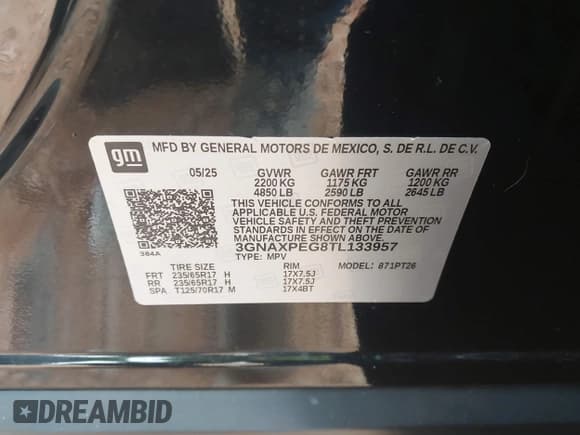 gm MFD BY GENERAL MOTORS DE MEXICO, S. DE R.L. DE C.V.
05/25 GVWR GAWR FRT GAWR RR
2200 KG 1175 KG 1200 KG
4850 LB 2590 LB 2645 LB
THIS VEHICLE CONFORMS TO ALL
APPLICABLE U.S. FEDERAL MOTOR
VEHICLE SAFETY AND THEFT PREVENTION
STANDARDS IN EFFECT ON THE DATE
OF MANUFACTURE SHOWN ABOVE.
3GNAXPEG8TL133957
384A TYPE: MPV
TIRE SIZE RIM MODEL: 871PT26
FRT 235/65R17 H 17X7.5J
RR 235/65R17 H 17X7.5J
SPA T125/70R17 M 17X4BT
DREAMBID